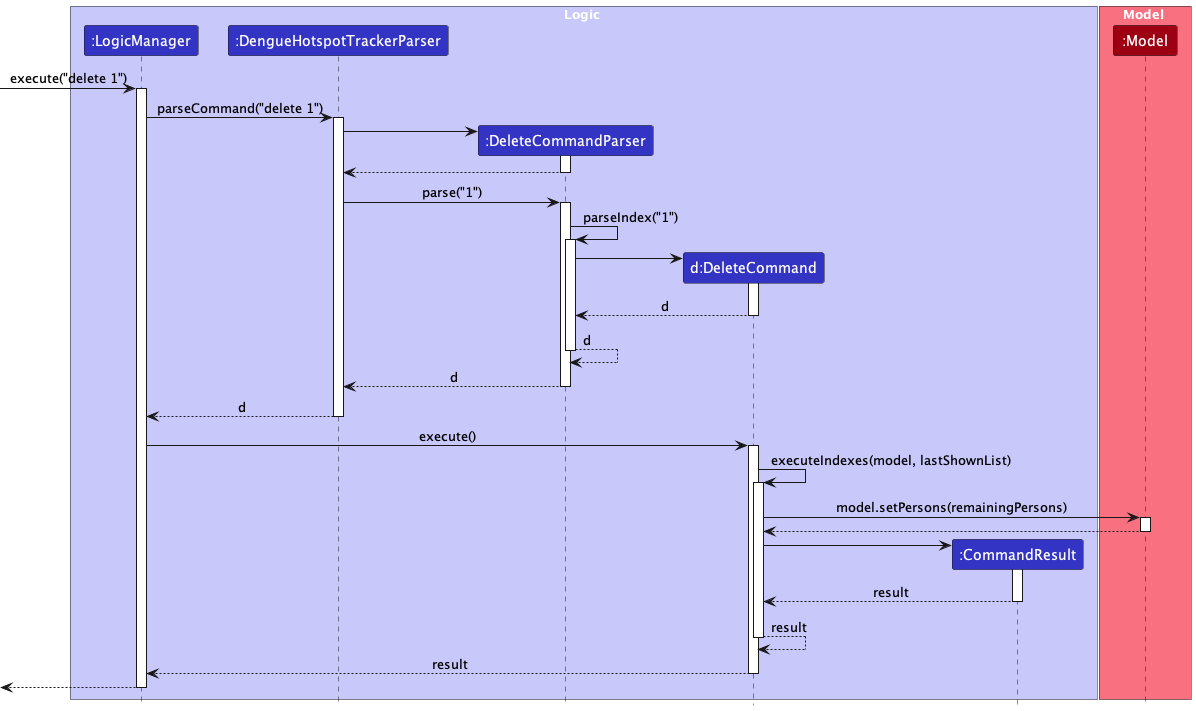 Logic
Model
:LogicManager
:DengueHotspotTrackerParser
:Model
execute("delete 1")
parseCommand("delete 1")
:DeleteCommandParser
parse("1")
parseIndex("1")
d:DeleteCommand
d
d
d
d
execute()
executeIndexes(model, lastShownList)
model.setPersons(remainingPersons)
:CommandResult
result
result
result